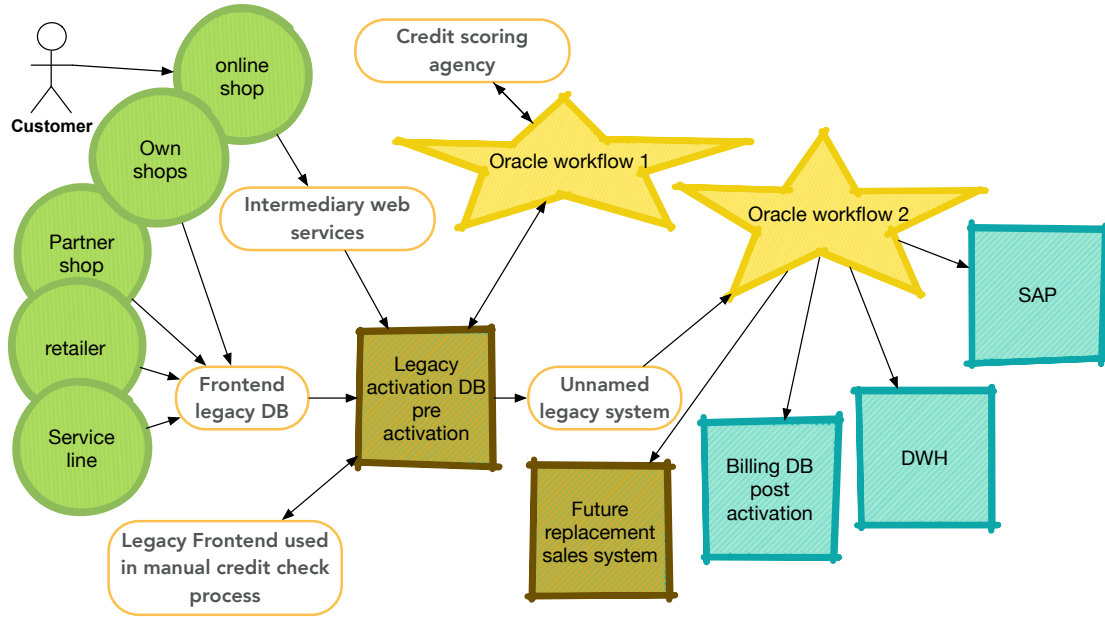 online
shop
Customer
Own
shops
Partner
shop
retailer
Service
line
Credit scoring
agency
Intermediary web
services
Oracle workflow 1
Oracle workflow 2
Frontend
legacy DB
Legacy
activation DB
pre
activation
Unnamed
legacy system
Legacy Frontend used
in manual credit check
process
Future
replacement
sales system
Billing DB
post
activation
DWH
SAP